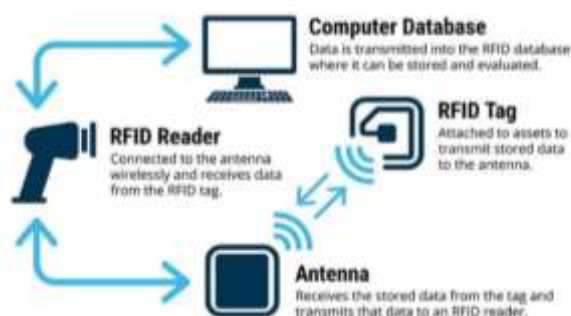 Computer Database
Data is transmitted into the RFID database
where it can be stored and evaluated.
RFID Tag
Attached to assets to
transmit stored data
to the antenna.
RFID Reader
Connected to the antenna
wirelessly and receives data
from the RFID tag.
Antenna
Receives the stored data from the tag and
transmits that data to an RFID reader.